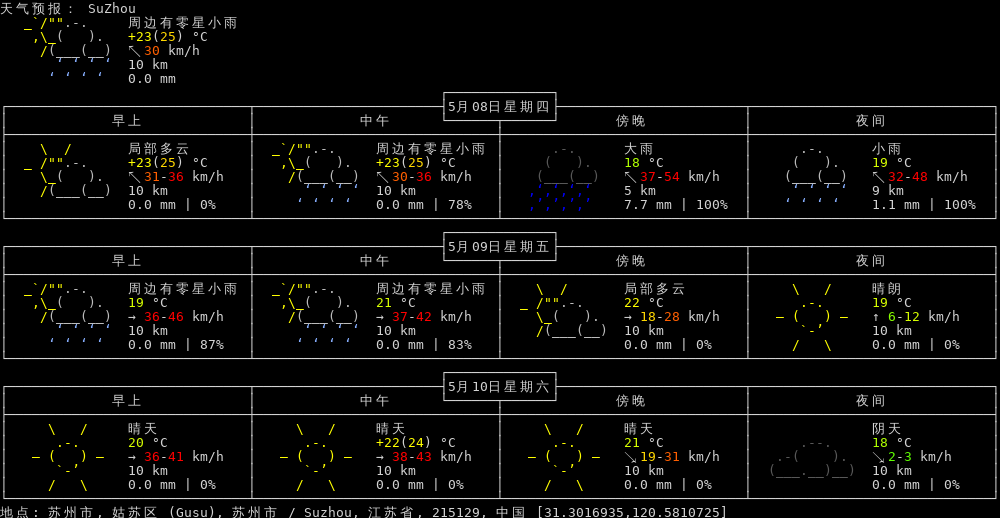 天气预报: SuZhou
周边有零星小雨
+23(25) °C
↖ 30 km/h
10 km
0.0 mm
5月08日星期四
早上 中午 傍晚 夜间
局部多云 周边有零星小雨 大雨 小雨
+23(25) °C +23(25) °C 18 °C 19 °C
↖ 31-36 km/h ↖ 30-36 km/h ↖ 37-54 km/h ↖ 32-48 km/h
10 km 10 km 5 km 9 km
0.0 mm | 0% 0.0 mm | 78% 7.7 mm | 100% 1.1 mm | 100%
5月09日星期五
早上 中午 傍晚 夜间
周边有零星小雨 周边有零星小雨 局部多云 晴朗
19 °C 21 °C 22 °C 19 °C
→ 36-46 km/h → 37-42 km/h → 18-28 km/h ↑ 6-12 km/h
10 km 10 km 10 km 10 km
0.0 mm | 87% 0.0 mm | 83% 0.0 mm | 0% 0.0 mm | 0%
5月10日星期六
早上 中午 傍晚 夜间
晴天 晴天 晴天 阴天
20 °C +22(24) °C 21 °C 18 °C
→ 36-41 km/h → 38-43 km/h ↘ 19-31 km/h ↘ 2-3 km/h
10 km 10 km 10 km 10 km
0.0 mm | 0% 0.0 mm | 0% 0.0 mm | 0% 0.0 mm | 0%
地点: 苏州市, 姑苏区 (Gusu), 苏州市 / Suzhou, 江苏省, 215129, 中国 [31.3016935,120.5810725]